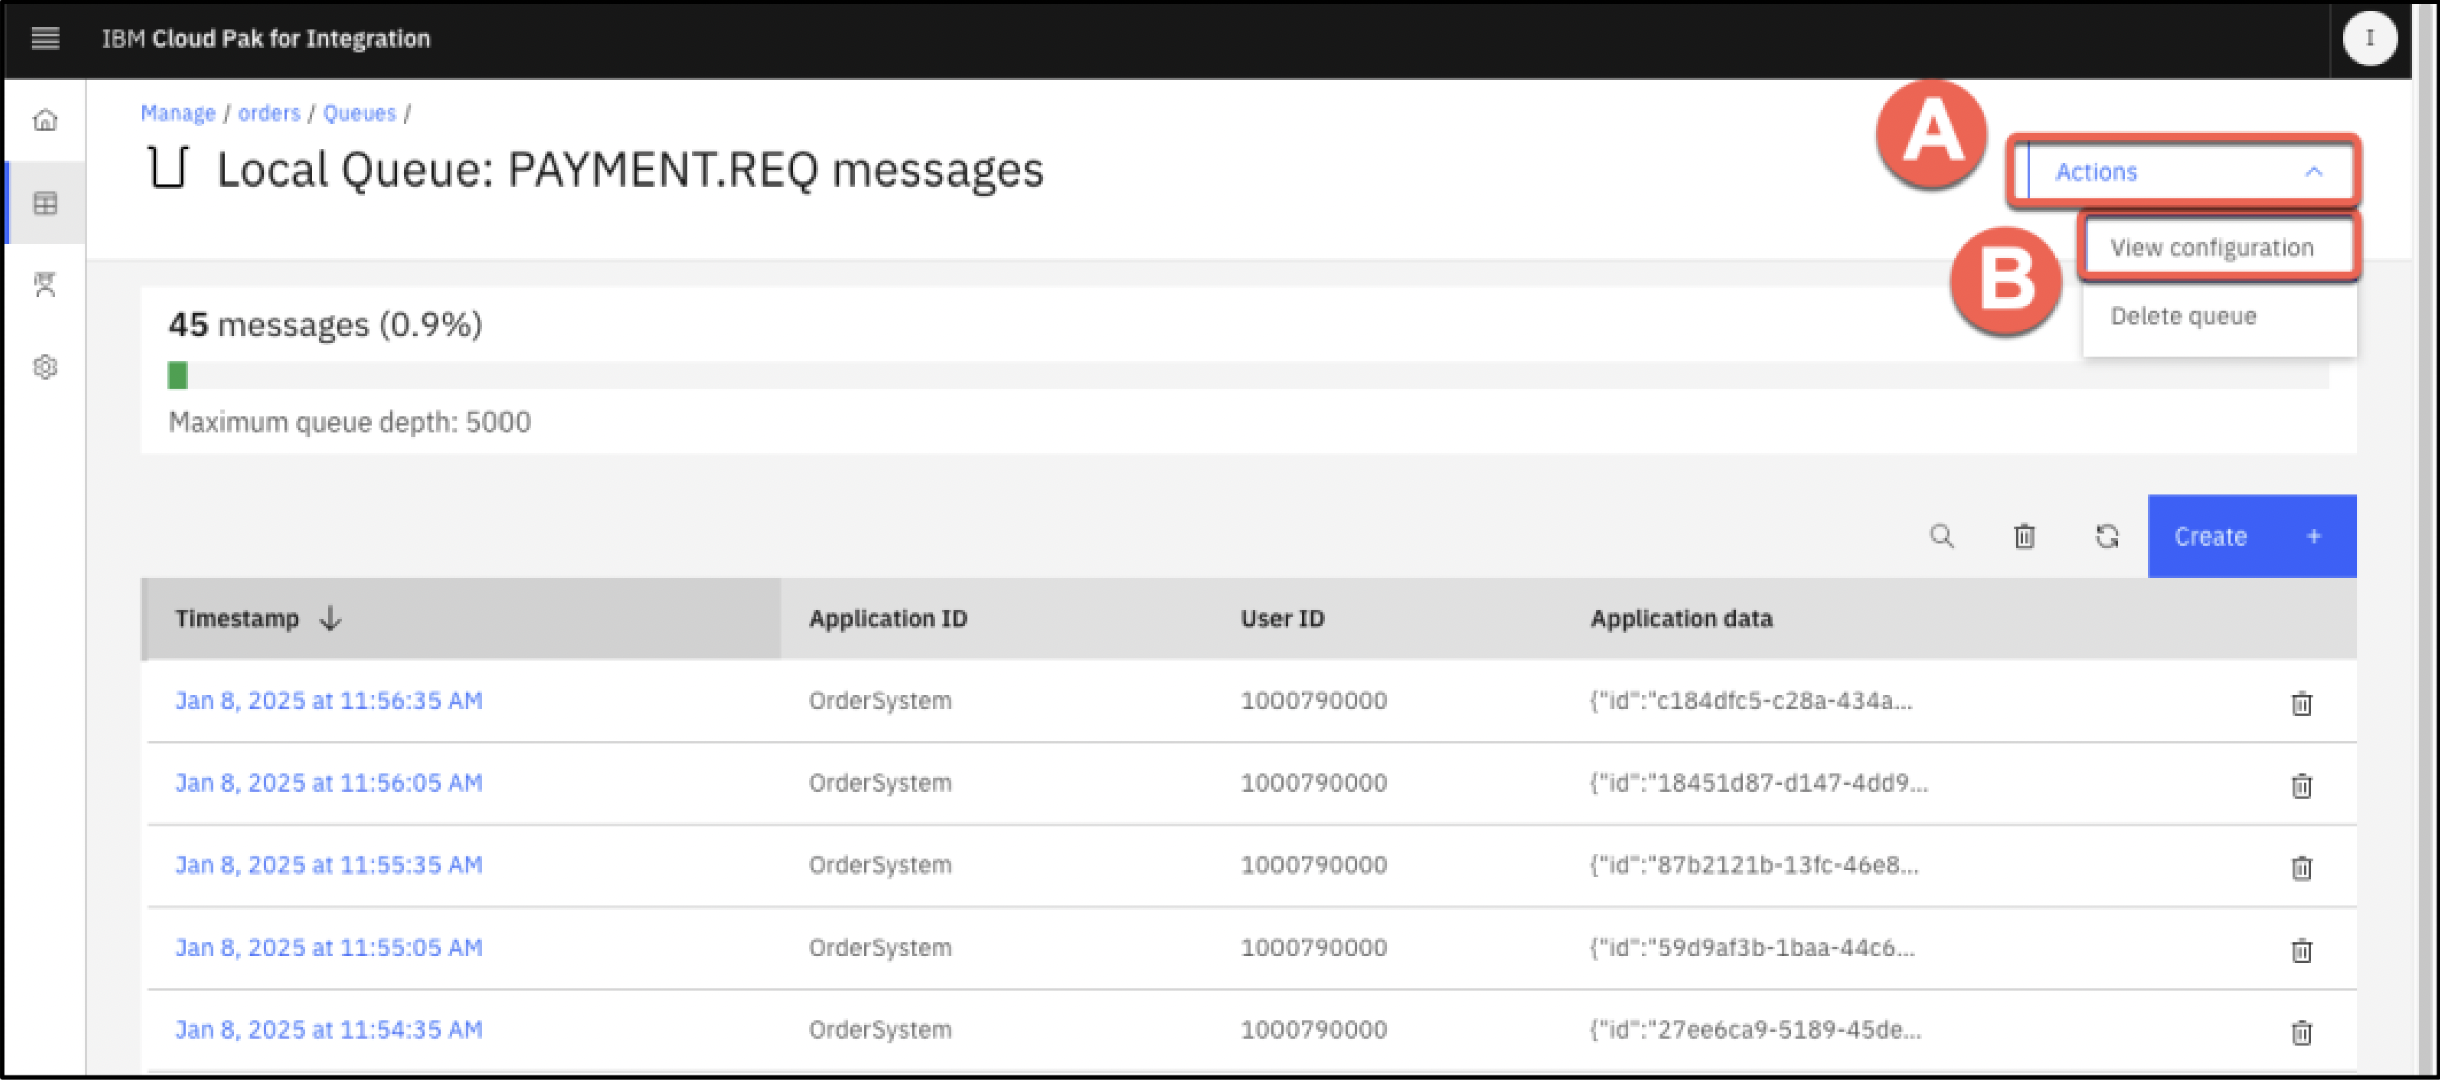 IBM Cloud Pak for Integration
I
Manage / orders / Queues /
Local Queue: PAYMENT.REQ messages
A
Actions
B
View configuration
Delete queue
45 messages (0.9%)
Maximum queue depth: 5000
Create +
Timestamp Application ID User ID Application data
Jan 8, 2025 at 11:56:35 AM OrderSystem 1000790000 {"id":"c184dfc5-c28a-434a...
Jan 8, 2025 at 11:56:05 AM OrderSystem 1000790000 {"id":"18451d87-d147-4dd9...
Jan 8, 2025 at 11:55:35 AM OrderSystem 1000790000 {"id":"87b2121b-13fc-46e8...
Jan 8, 2025 at 11:55:05 AM OrderSystem 1000790000 {"id":"59d9af3b-1baa-44c6...
Jan 8, 2025 at 11:54:35 AM OrderSystem 1000790000 {"id":"27ee6ca9-5189-45de...